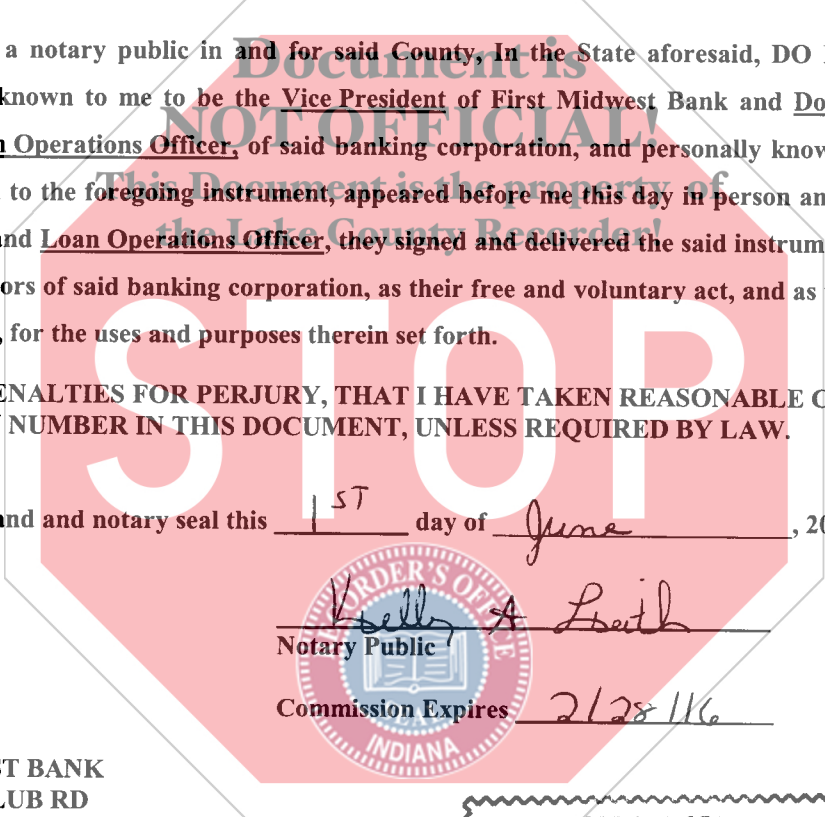 Document is
NOT OFFICIAL!
This Document is the property of
the Lake County Recorder!
STOP
a notary public in and for said County, In the State aforesaid, DO
known to me to be the Vice President of First Midwest Bank and Do
n Operations Officer, of said banking corporation, and personally know
to the foregoing instrument, appeared before me this day in person an
and Loan Operations Officer, they signed and delivered the said instrum
ors of said banking corporation, as their free and voluntary act, and as
, for the uses and purposes therein set forth.
ENALTIES FOR PERJURY, THAT I HAVE TAKEN REASONABLE C
Y NUMBER IN THIS DOCUMENT, UNLESS REQUIRED BY LAW.
and and notary seal this 1ST day of June, 20
Kelly A
Notary Public
Commission Expires 2/28/16
RECORDER'S OFFICE
SEAL
INDIANA
ST BANK
LUB RD